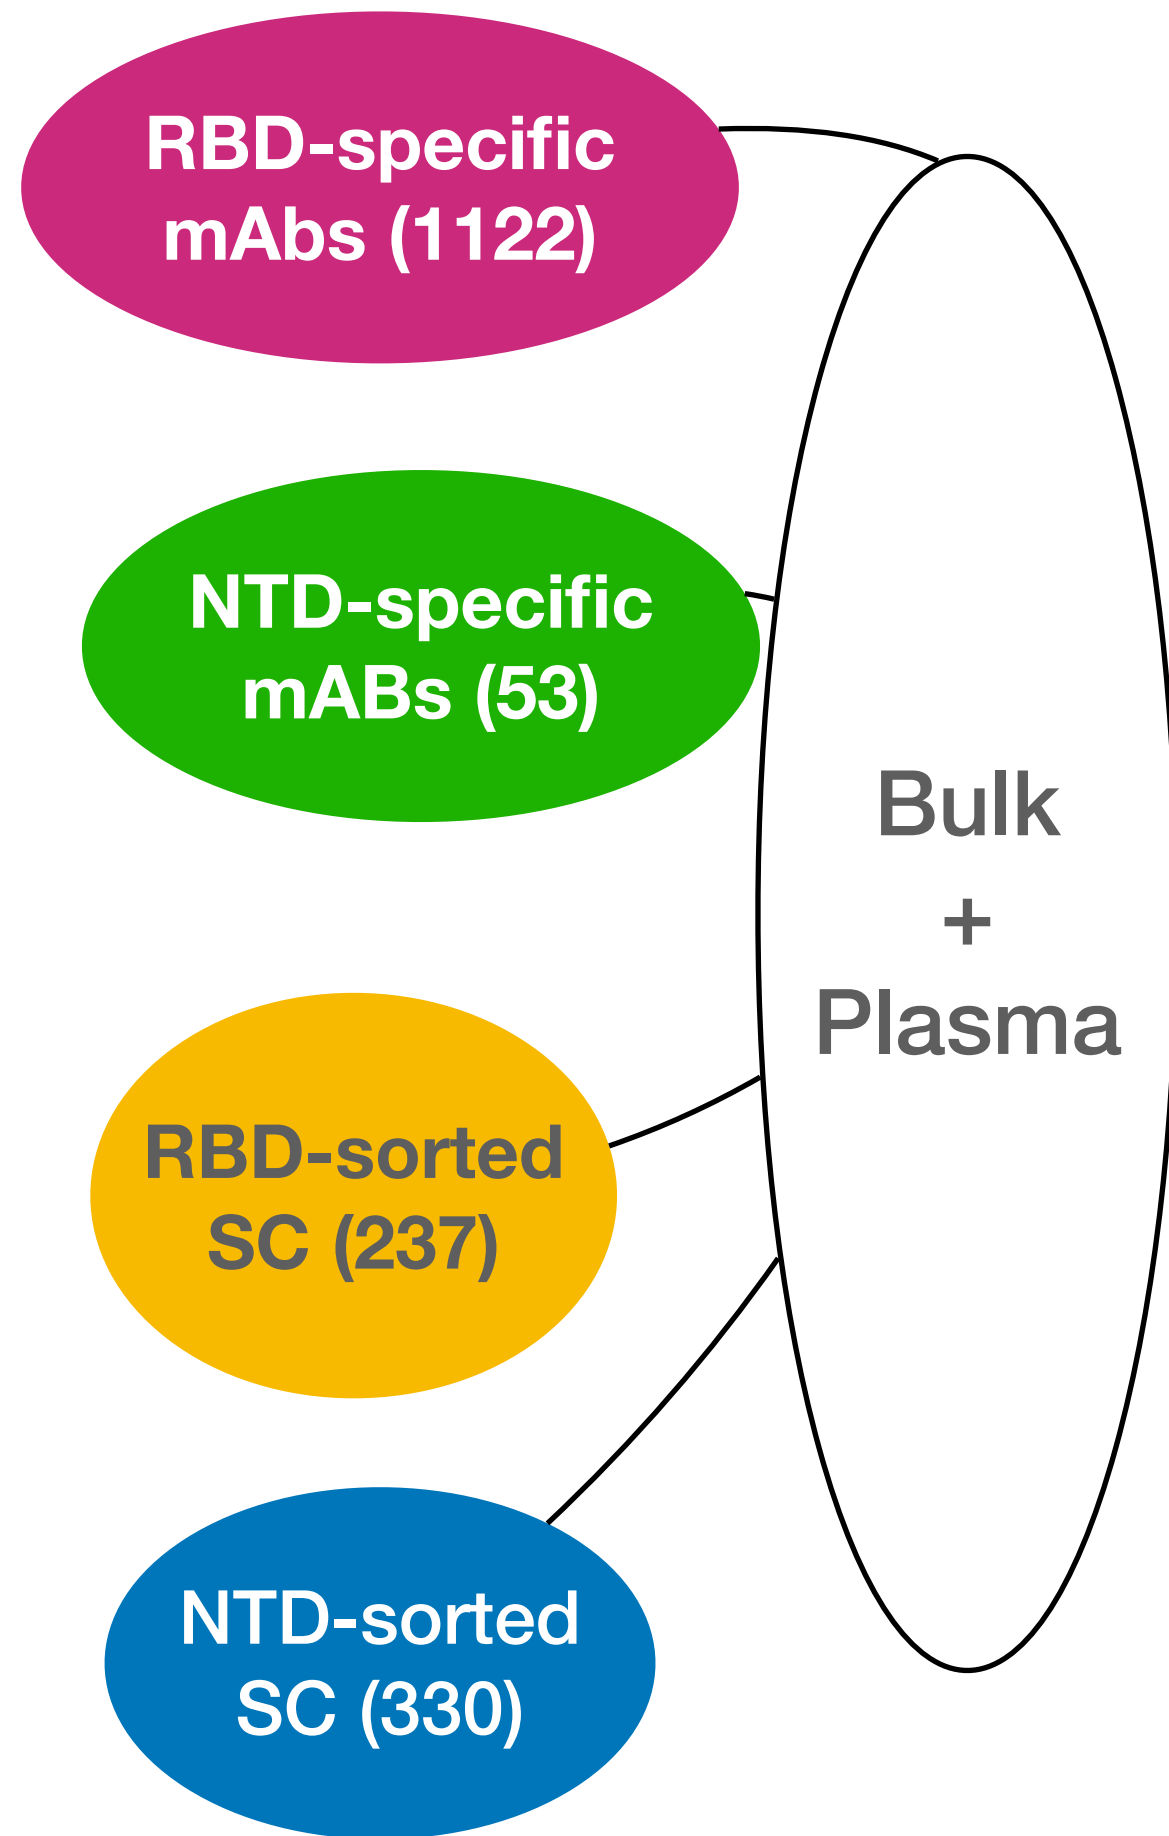 RBD-specific
mAbs (1122)
NTD-specific
mABs (53)
Bulk
+
Plasma
RBD-sorted
SC (237)
NTD-sorted
SC (330)